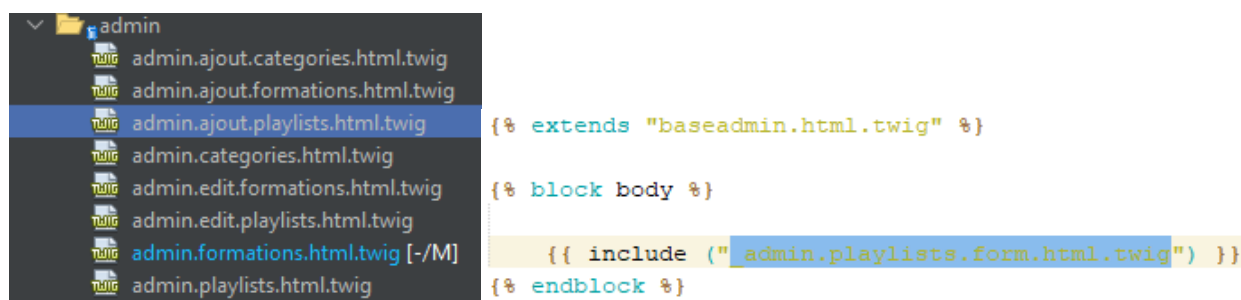 admin
admin.ajout.categories.html.twig
admin.ajout.formations.html.twig
admin.ajout.playlists.html.twig
admin.categories.html.twig
admin.edit.formations.html.twig
admin.edit.playlists.html.twig
admin.formations.html.twig [-/M]
admin.playlists.html.twig
{% extends "baseadmin.html.twig" %}
{% block body %}
{{ include ("_admin.playlists.form.html.twig") }}
{% endblock %}